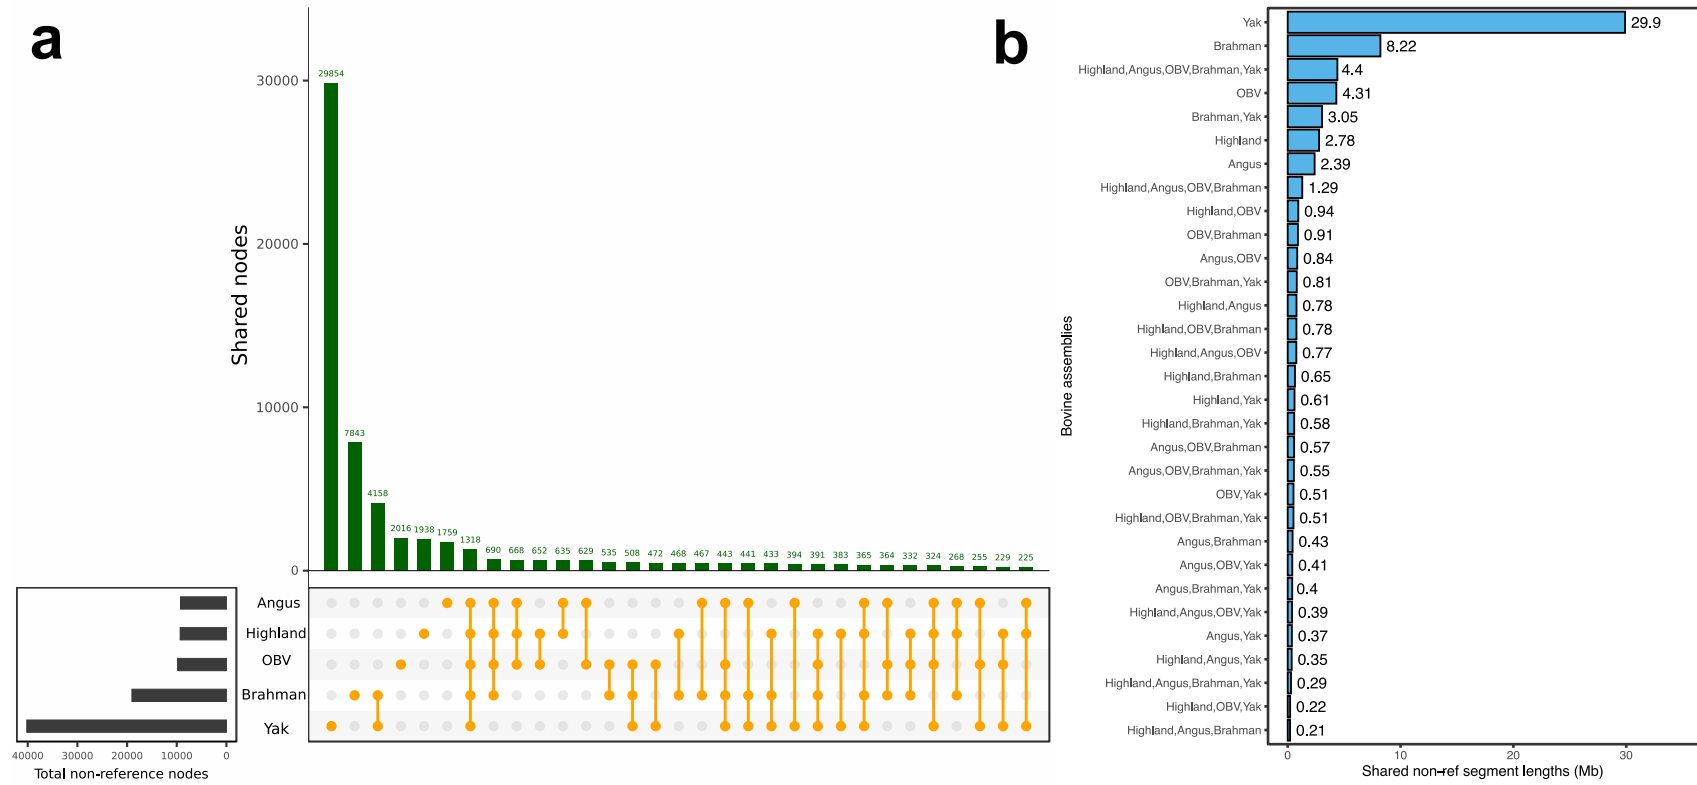 a
Shared nodes
30000
20000
10000
0
29854
7843
4158
2016
1938
1759
1318
690
668
652
635
629
535
508
472
468
467
443
441
433
394
391
383
365
364
332
324
268
255
229
225
Angus
Highland
OBV
Brahman
Yak
40000 30000 20000 10000 0
Total non-reference nodes
b
Bovine assemblies
Yak 29.9
Brahman 8.22
Highland,Angus,OBV,Brahman,Yak 4.4
OBV 4.31
Brahman,Yak 3.05
Highland 2.78
Angus 2.39
Highland,Angus,OBV,Brahman 1.29
Highland,OBV 0.94
OBV,Brahman 0.91
Angus,OBV 0.84
OBV,Brahman,Yak 0.81
Highland,Angus 0.78
Highland,OBV,Brahman 0.78
Highland,Angus,OBV 0.77
Highland,Brahman 0.65
Highland,Yak 0.61
Highland,Brahman,Yak 0.58
Angus,OBV,Brahman 0.57
Angus,OBV,Brahman,Yak 0.55
OBV,Yak 0.51
Highland,OBV,Brahman,Yak 0.51
Angus,Brahman 0.43
Angus,OBV,Yak 0.41
Angus,Brahman,Yak 0.4
Highland,Angus,OBV,Yak 0.39
Angus,Yak 0.37
Highland,Angus,Yak 0.35
Highland,Angus,Brahman,Yak 0.29
Highland,OBV,Yak 0.22
Highland,Angus,Brahman 0.21
0 10 20 30
Shared non−ref segment lengths (Mb)